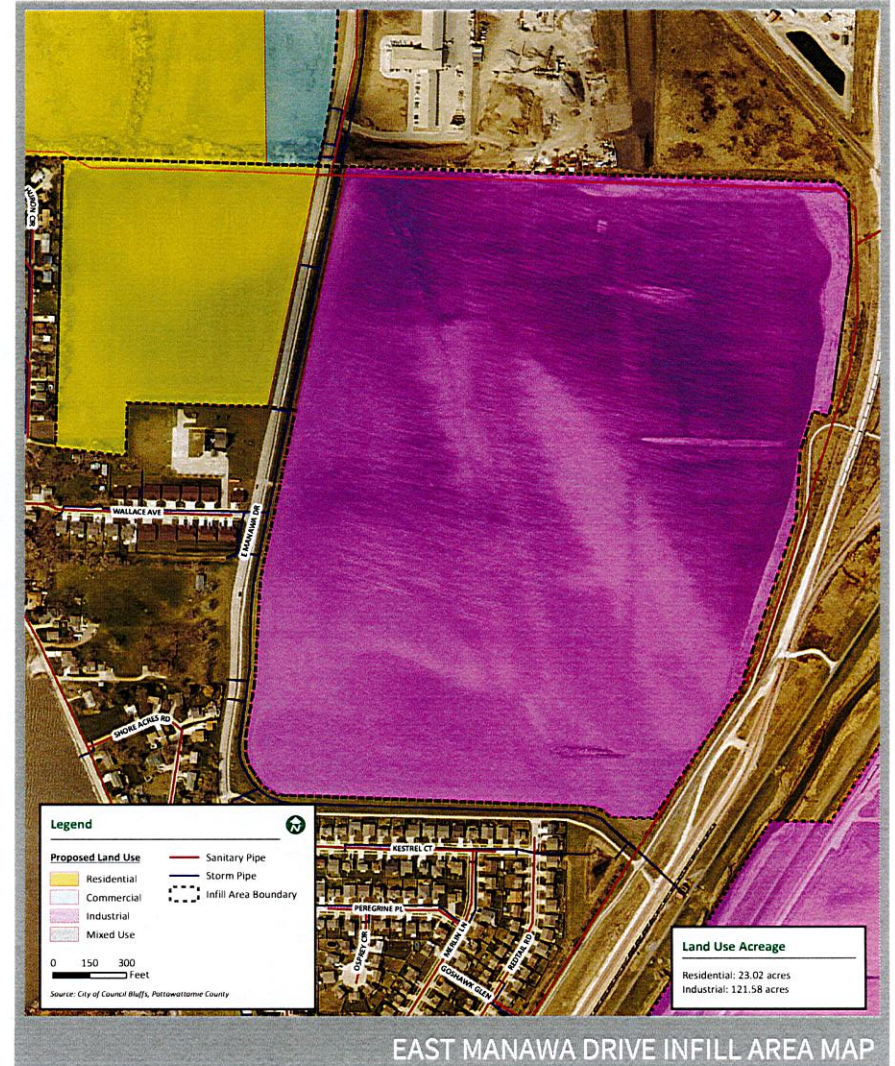 WALLACE AVE
E MANAWA DR
SHORE ACRES RD
KESTREL CT
PEREGRINE PL
OSPREY CIR
MERLIN LN
REDTAIL RD
GOSHAWK GLEN
Legend
N
Proposed Land Use
Residential
Commercial
Industrial
Mixed Use
Sanitary Pipe
Storm Pipe
Infill Area Boundary
0 150 300
Feet
Source: City of Council Bluffs, Pottawattamie County
Land Use Acreage
Residential: 23.02 acres
Industrial: 121.58 acres
EAST MANAWA DRIVE INFILL AREA MAP